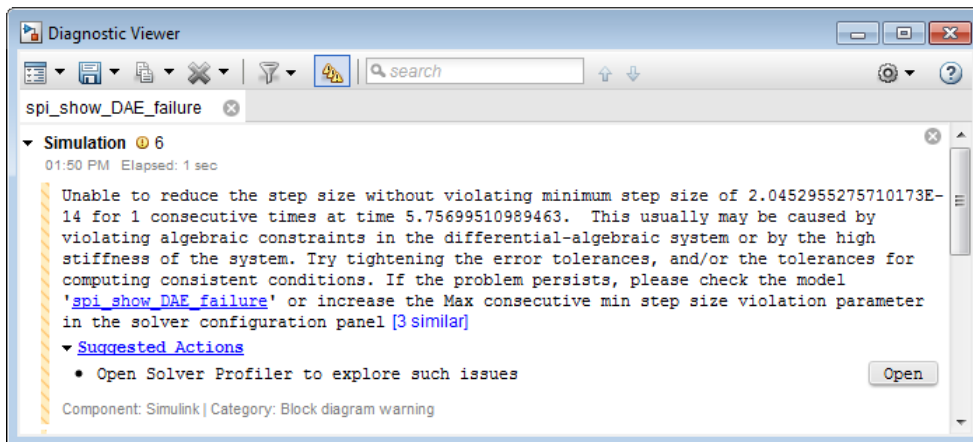 Diagnostic Viewer
search
spi_show_DAE_failure
Simulation 6
01:50 PM Elapsed: 1 sec
Unable to reduce the step size without violating minimum step size of 2.0452955275710173E-
14 for 1 consecutive times at time 5.75699510989463.  This usually may be caused by
violating algebraic constraints in the differential-algebraic system or by the high
stiffness of the system. Try tightening the error tolerances, and/or the tolerances for
computing consistent conditions. If the problem persists, please check the model
'spi_show_DAE_failure' or increase the Max consecutive min step size violation parameter
in the solver configuration panel [3 similar]
Suggested Actions
• Open Solver Profiler to explore such issues
Open
Component: Simulink | Category: Block diagram warning